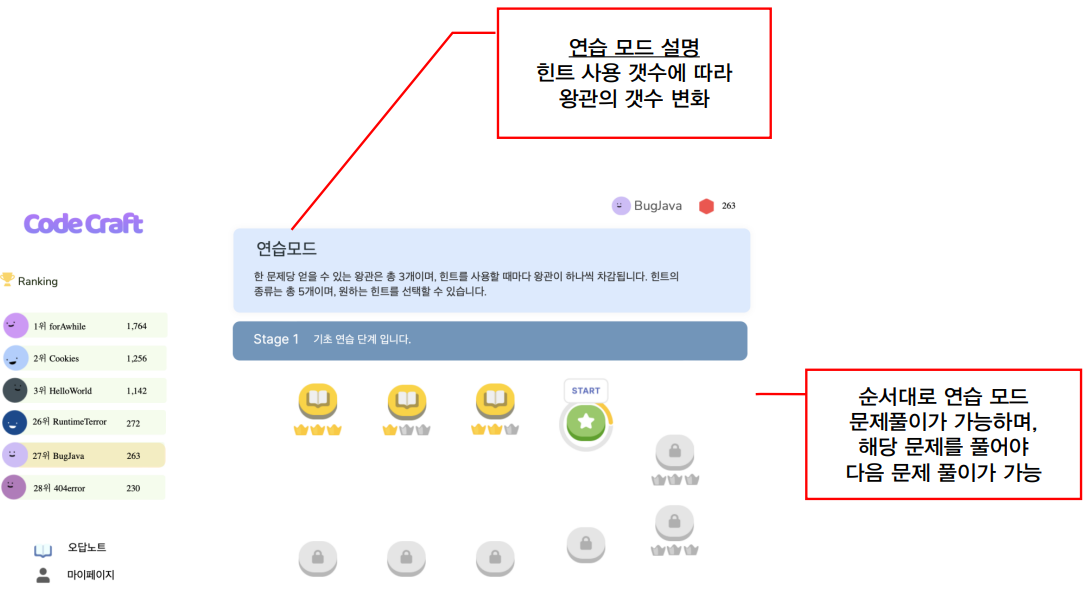 연습 모드 설명
힌트 사용 갯수에 따라
왕관의 갯수 변화
BugJava 263
Code Craft
연습모드
한 문제당 얻을 수 있는 왕관은 총 3개이며, 힌트를 사용할 때마다 왕관이 하나씩 차감됩니다. 힌트의
종류는 총 5개이며, 원하는 힌트를 선택할 수 있습니다.
Ranking
1위 forAwhile 1,764
2위 Cookies 1,256
3위 HelloWorld 1,142
26위 RuntimeTerror 272
27위 BugJava 263
28위 404error 230
오답노트
마이페이지
Stage 1 기초 연습 단계 입니다.
START
순서대로 연습 모드
문제풀이가 가능하며,
해당 문제를 풀어야
다음 문제 풀이가 가능